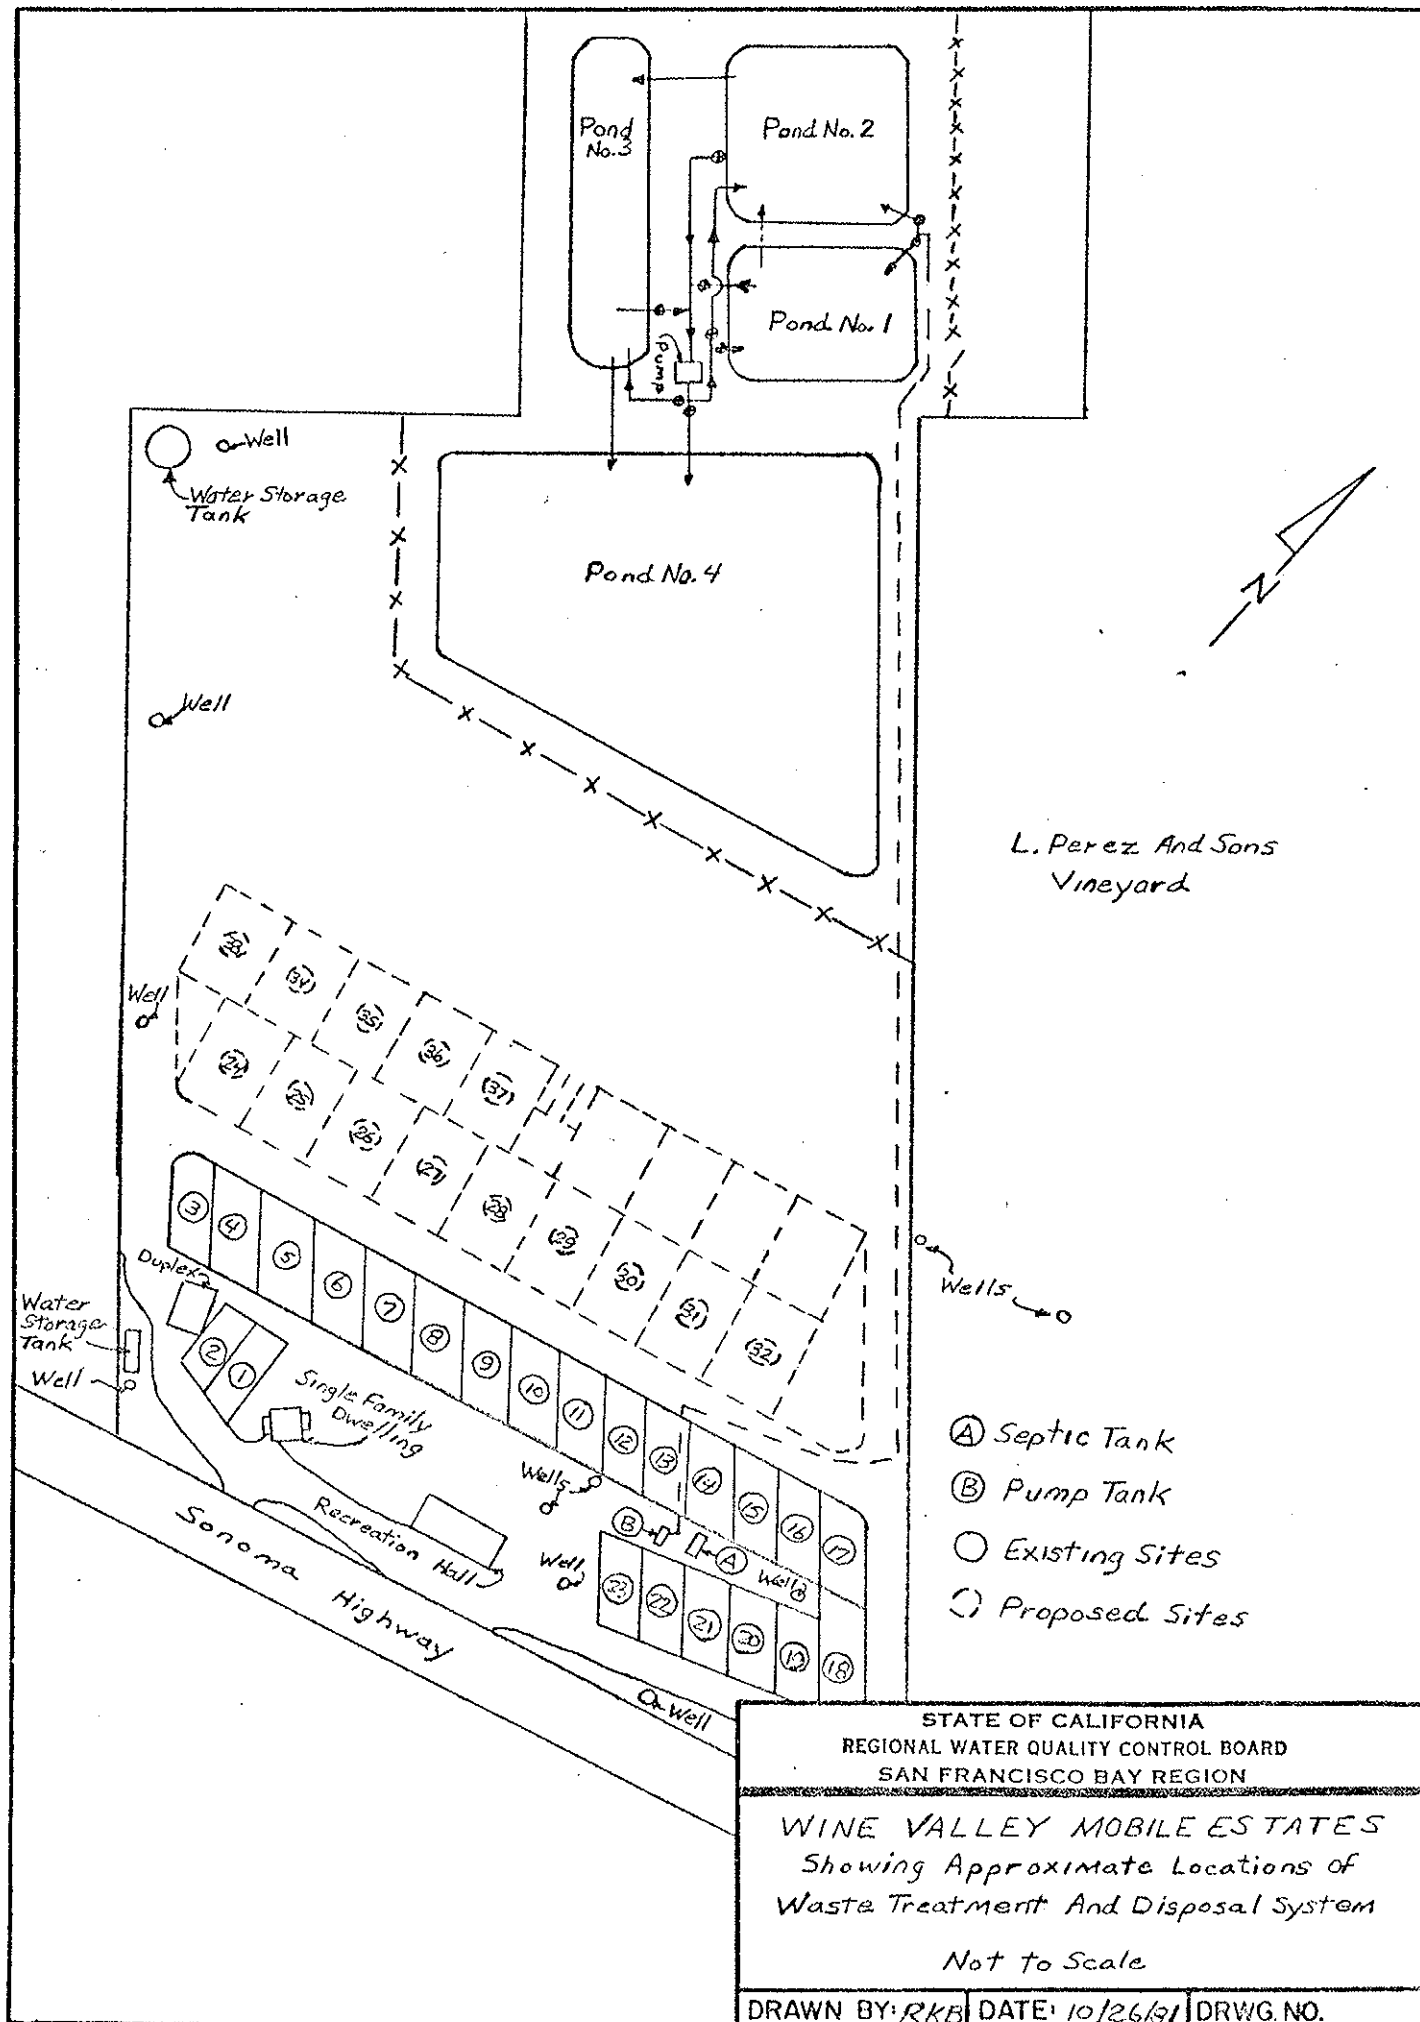 Pond
No.3
Pond No. 2
Pond No. 1
Pump
Well
Water Storage
Tank
Pond No. 4
N
Well
L. Perez And Sons
Vineyard
33
34
35
36
37
Well
24
25
26
27
28
29
30
31
32
3
4
5
6
7
8
9
10
11
12
13
14
15
16
17
Duplex
Water
Storage
Tank
Well
2
1
Single Family
Dwelling
Wells
Wells
Recreation Hall
B
A
Well
Well
23
22
21
20
19
18
Sonoma Highway
Well
A Septic Tank
B Pump Tank
Existing Sites
Proposed Sites
STATE OF CALIFORNIA
REGIONAL WATER QUALITY CONTROL BOARD
SAN FRANCISCO BAY REGION
WINE VALLEY MOBILE ESTATES
Showing Approximate Locations of
Waste Treatment And Disposal System
Not to Scale
DRAWN BY: RKB DATE: 10/26/81 DRWG. NO.